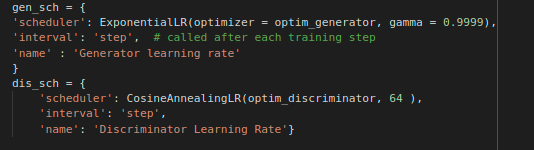 gen_sch = {
'scheduler': ExponentialLR(optimizer = optim_generator, gamma = 0.9999),
'interval': 'step',  # called after each training step
'name' : 'Generator learning rate'
}
dis_sch = {
    'scheduler': CosineAnnealingLR(optim_discriminator, 64 ),
    'interval': 'step',
    'name': 'Discriminator Learning Rate'}